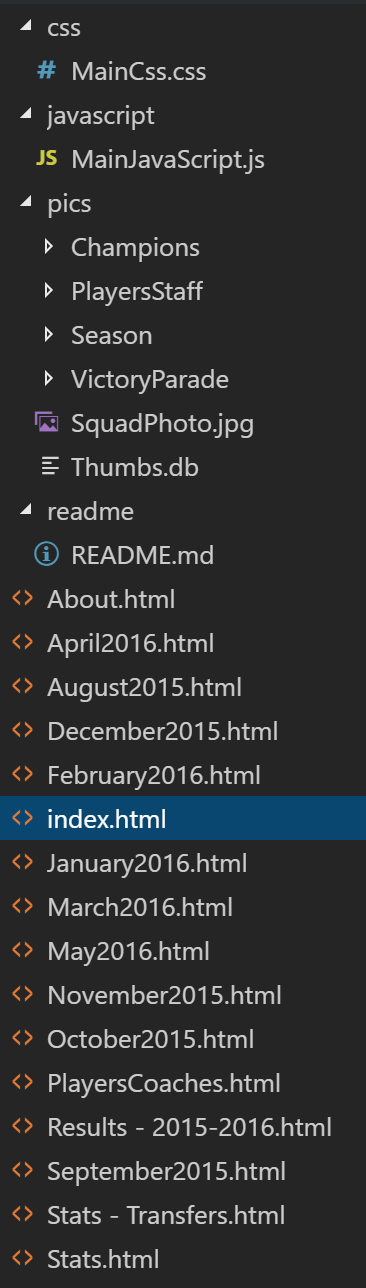 css
# MainCss.css
javascript
JS MainJavaScript.js
pics
Champions
PlayersStaff
Season
VictoryParade
SquadPhoto.jpg
Thumbs.db
readme
README.md
<> About.html
<> April2016.html
<> August2015.html
<> December2015.html
<> February2016.html
<> index.html
<> January2016.html
<> March2016.html
<> May2016.html
<> November2015.html
<> October2015.html
<> PlayersCoaches.html
<> Results - 2015-2016.html
<> September2015.html
<> Stats - Transfers.html
<> Stats.html